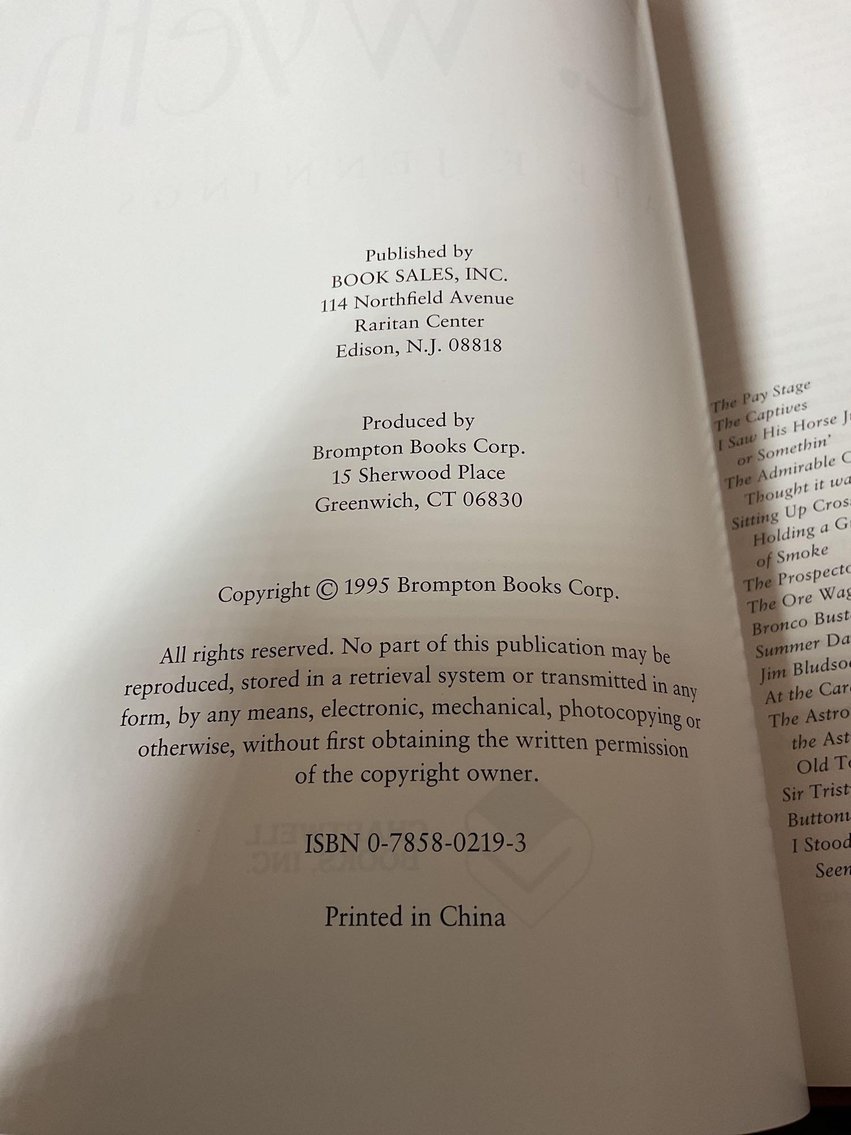 Published by
BOOK SALES, INC.
114 Northfield Avenue
Raritan Center
Edison, N.J. 08818
Produced by
Brompton Books Corp.
15 Sherwood Place
Greenwich, CT 06830
Copyright © 1995 Brompton Books Corp.
All rights reserved. No part of this publication may be
reproduced, stored in a retrieval system or transmitted in any
form, by any means, electronic, mechanical, photocopying or
otherwise, without first obtaining the written permission
of the copyright owner.
ISBN 0-7858-0219-3
Printed in China
The Pay Stage
The Captives
I Saw His Horse
or Somethin'
The Admirable
Thought it
Sitting Up
Holding a
of Smoke
The
The Ore
Bronco
Summer
Jim
At the
The
the
Old
Sir
I Stood